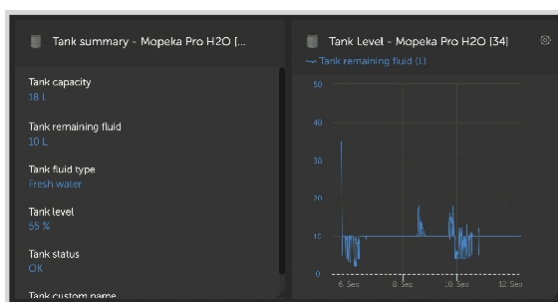 Tank summary - Mopeka Pro H2O [...
Tank capacity
18 L
Tank remaining fluid
10 L
Tank fluid type
Fresh water
Tank level
55 %
Tank status
OK
Tank custom name
Tank Level - Mopeka Pro H2O [34]
Tank remaining fluid (L)
50
40
30
20
10
0
6. Sep
8. Sep
10. Sep
12. Sep